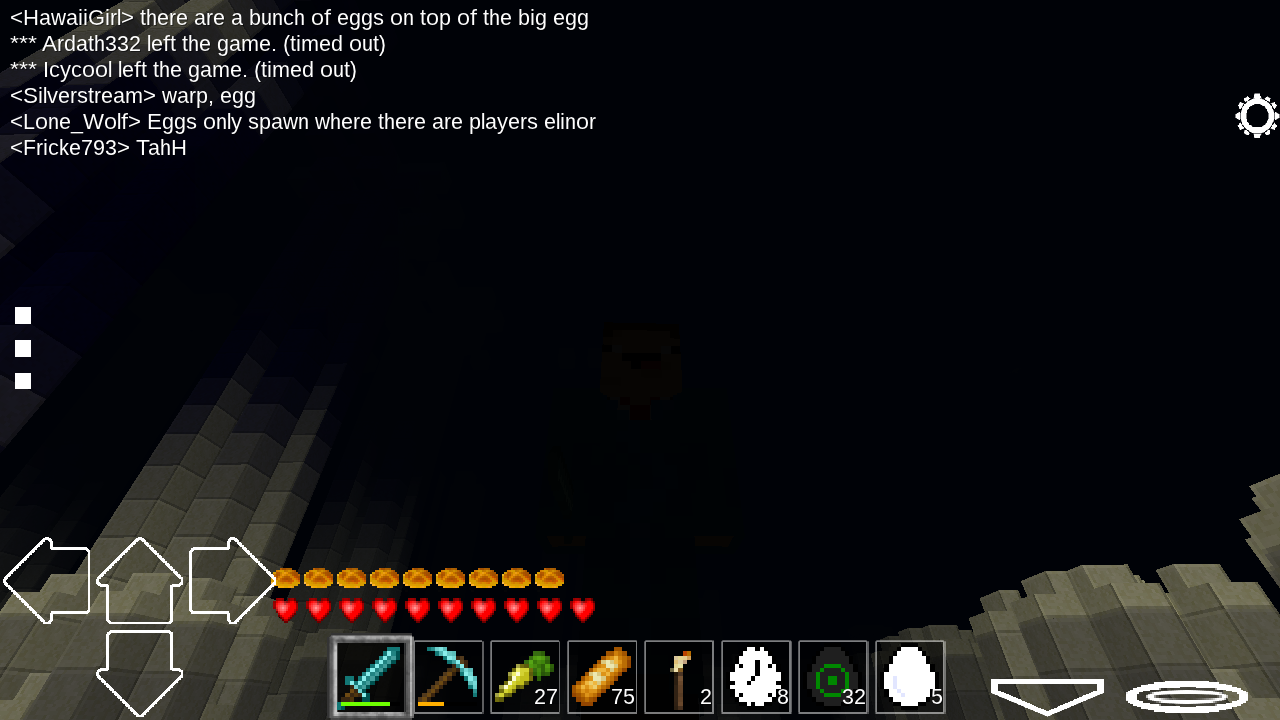 <HawaiiGirl> there are a bunch of eggs on top of the big egg
*** Ardath332 left the game. (timed out)
*** Icycool left the game. (timed out)
<Silverstream> warp, egg
<Lone_Wolf> Eggs only spawn where there are players elinor
<Fricke793> TahH
27 75 2 8 32 5